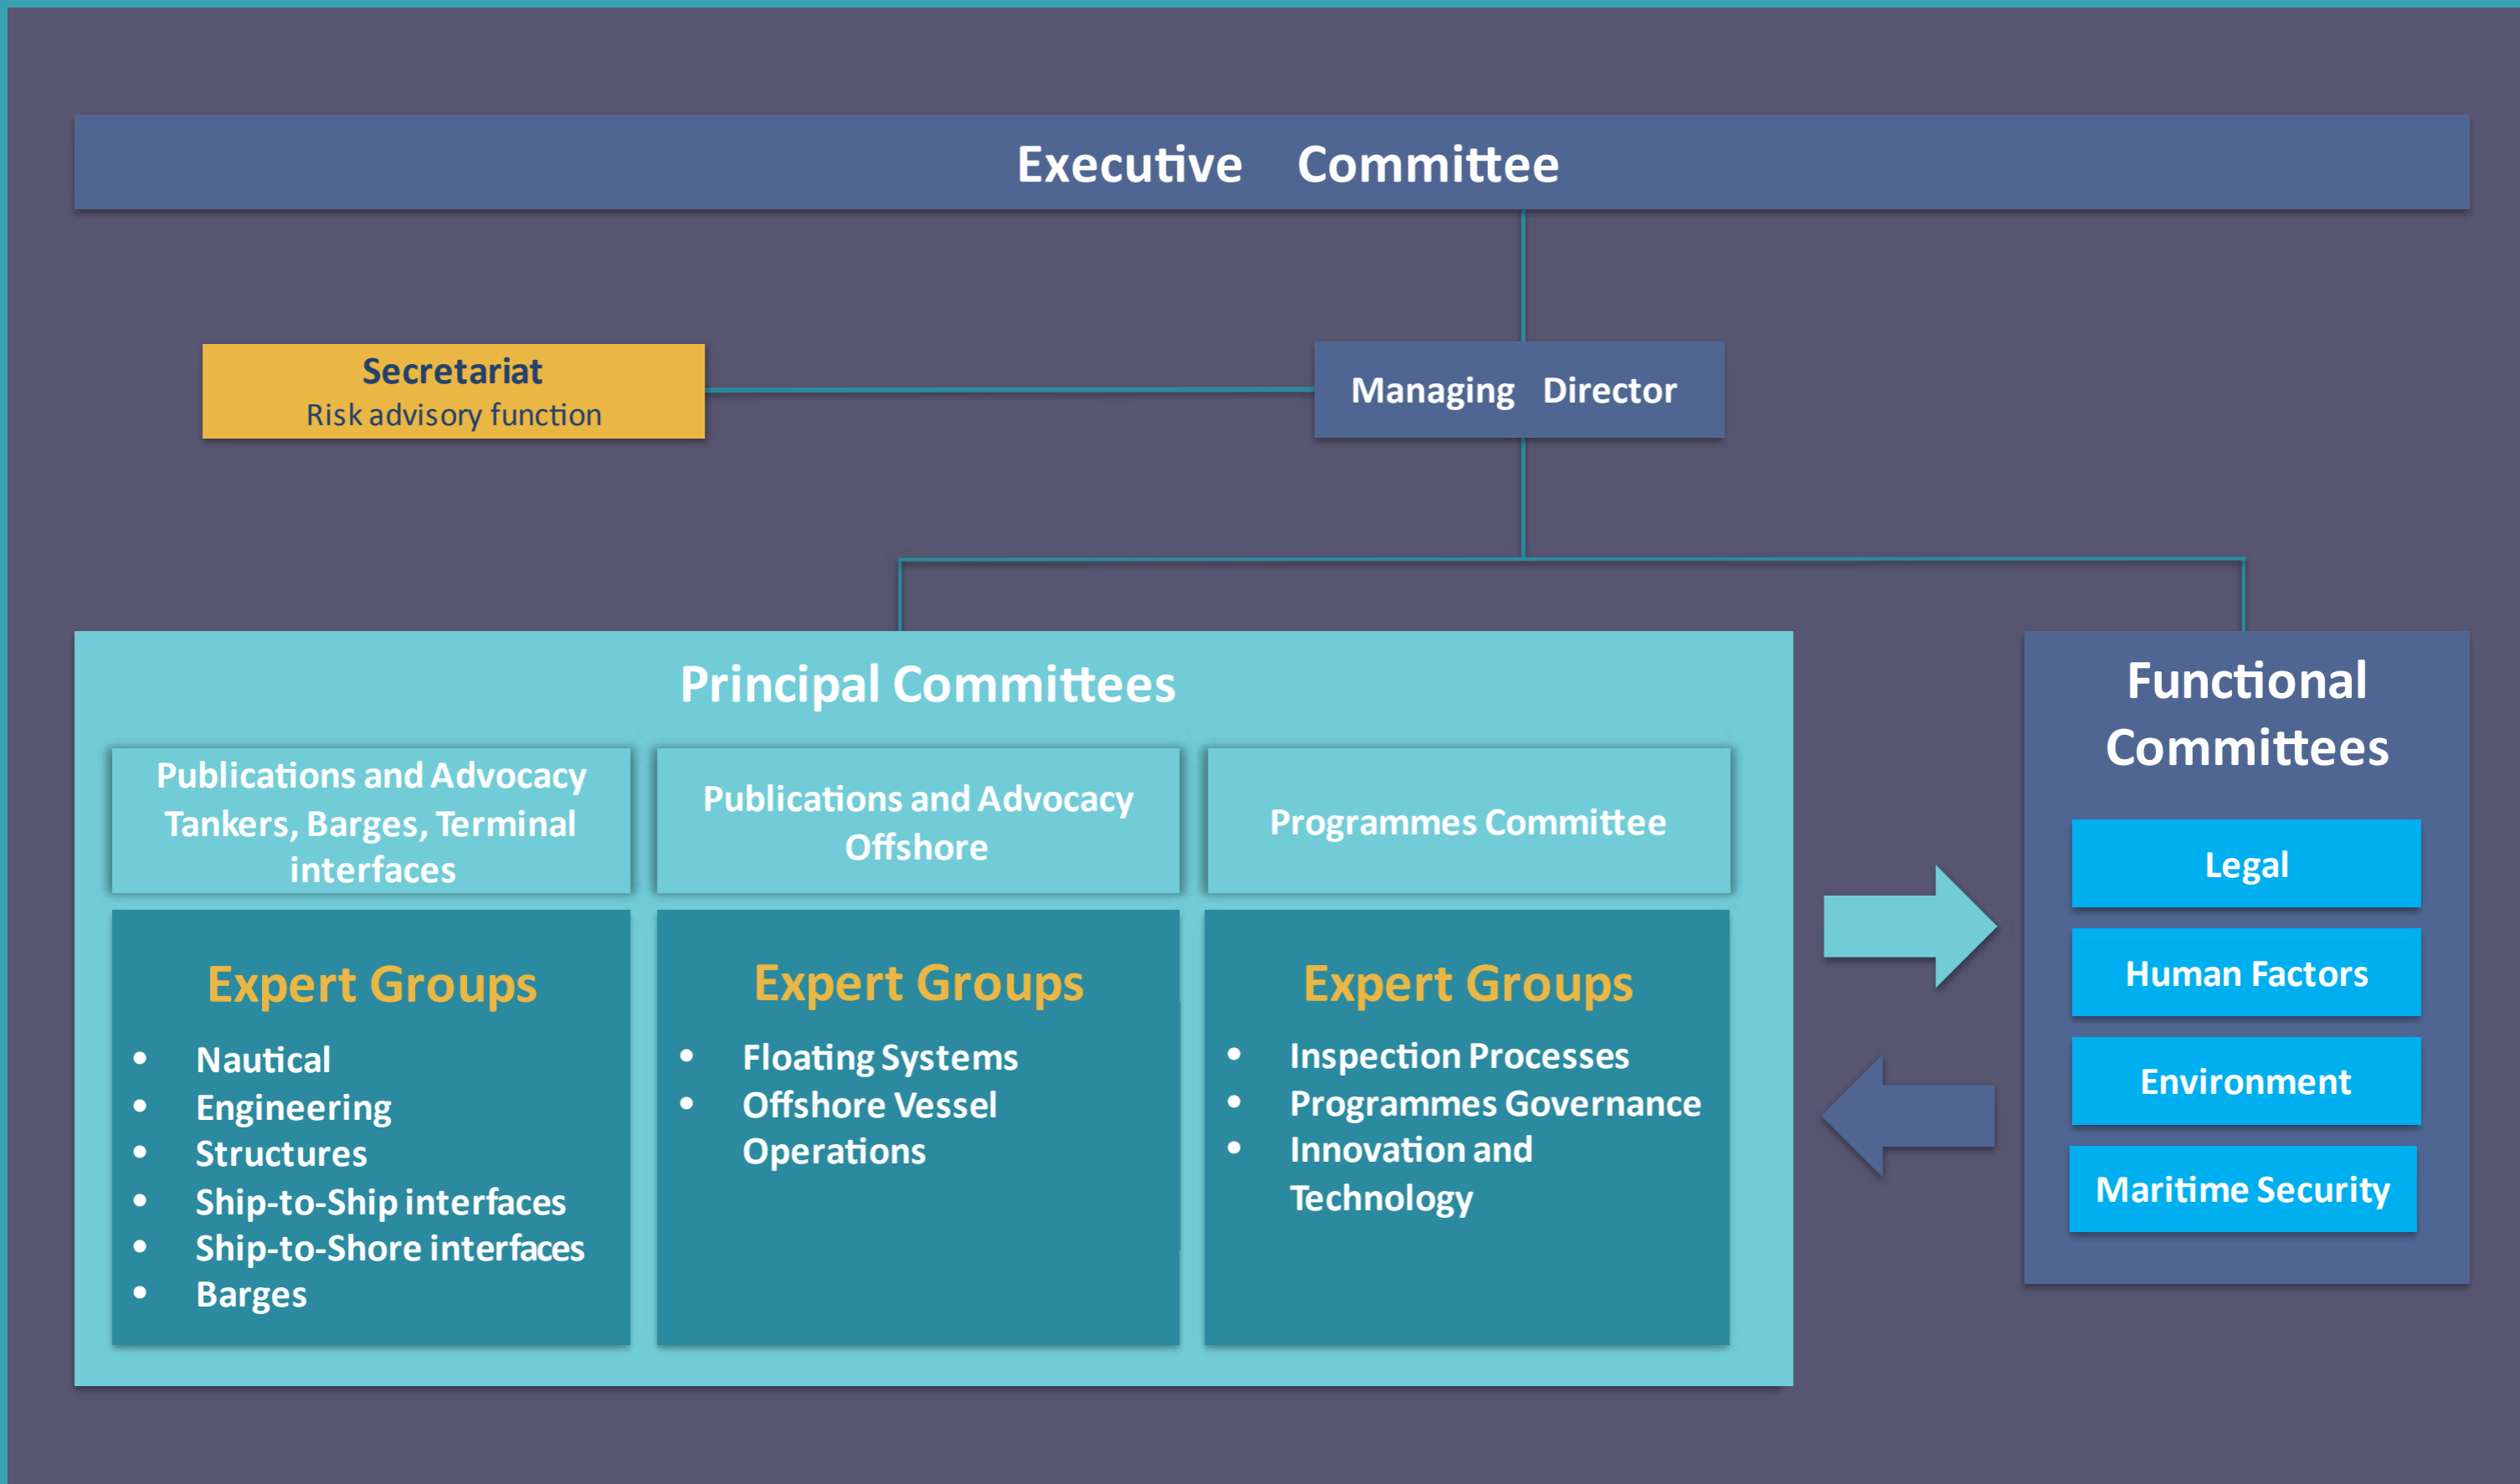 Executive Committee
Secretariat
Risk advisory function
Managing Director
Principal Committees
Publications and Advocacy
Tankers, Barges, Terminal
interfaces
Publications and Advocacy
Offshore
Programmes Committee
Expert Groups
• Nautical
• Engineering
• Structures
• Ship-to-Ship interfaces
• Ship-to-Shore interfaces
• Barges
Expert Groups
• Floating Systems
• Offshore Vessel
Operations
Expert Groups
• Inspection Processes
• Programmes Governance
• Innovation and
Technology
Functional
Committees
Legal
Human Factors
Environment
Maritime Security